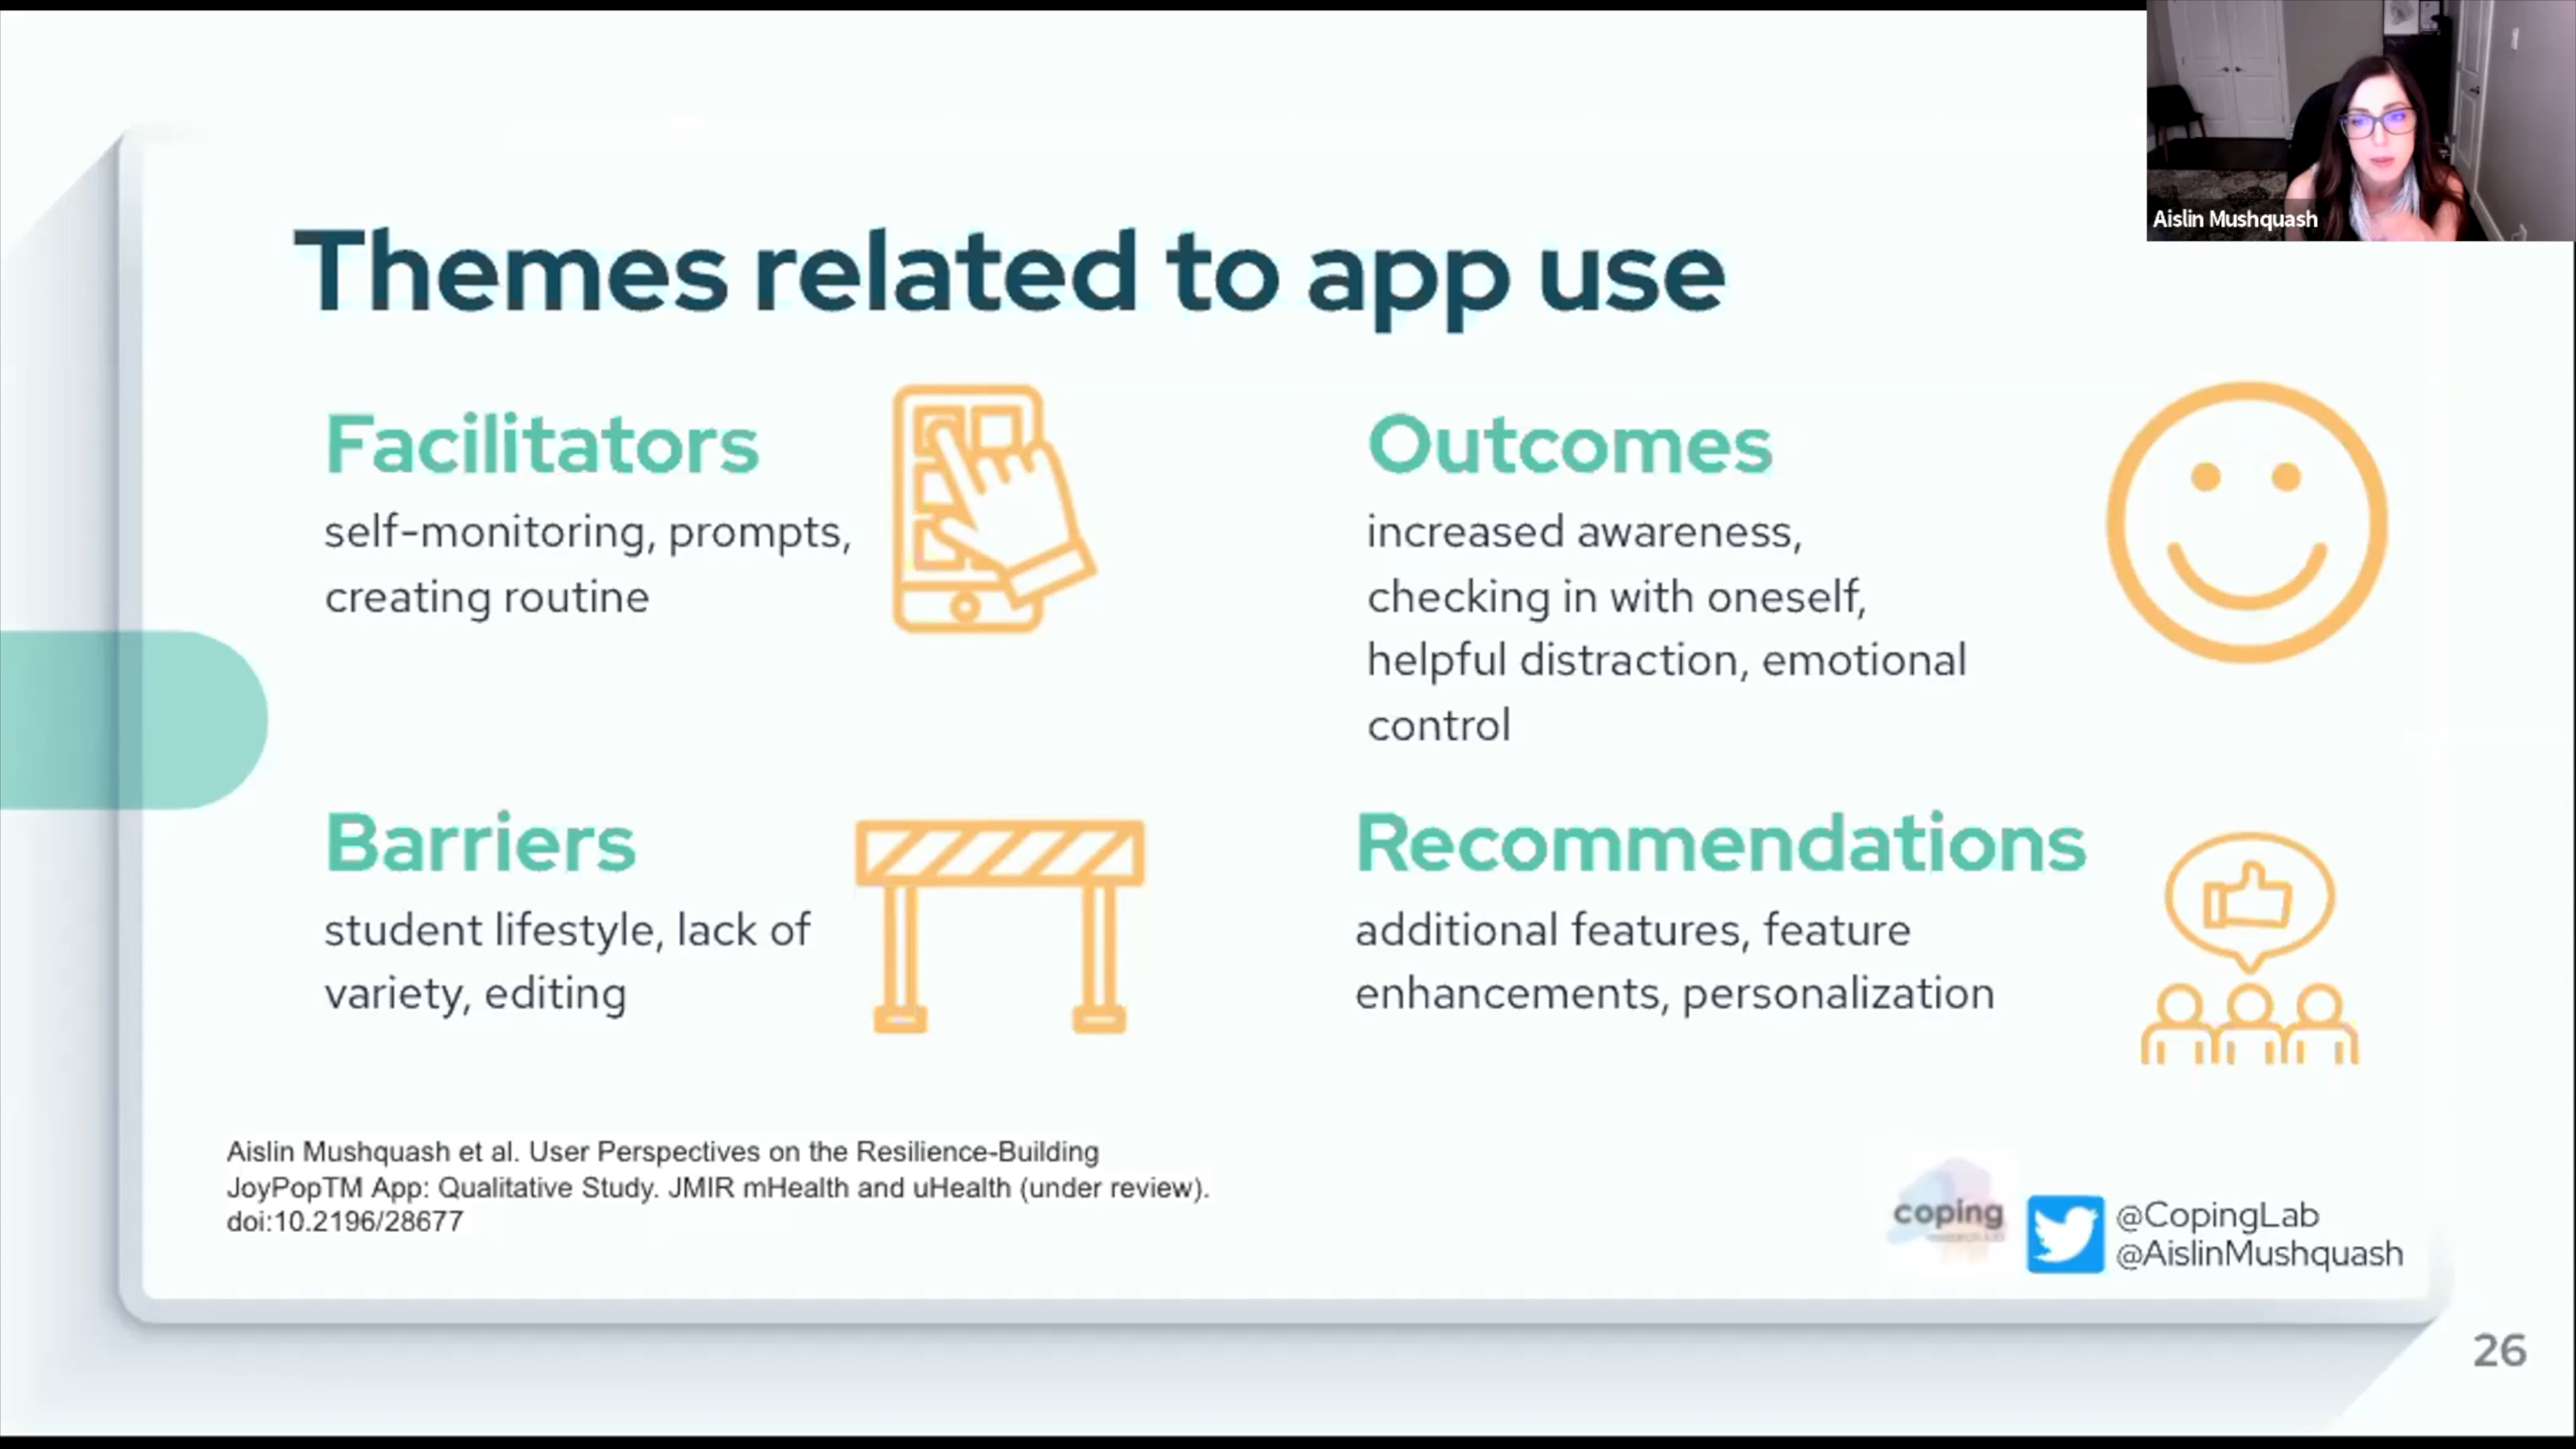 Aislin Mushquash
Themes related to app use
Facilitators
self-monitoring, prompts,
creating routine
Outcomes
increased awareness,
checking in with oneself,
helpful distraction, emotional
control
Barriers
student lifestyle, lack of
variety, editing
Recommendations
additional features, feature
enhancements, personalization
Aislin Mushquash et al. User Perspectives on the Resilience-Building
JoyPopTM App: Qualitative Study. JMIR mHealth and uHealth (under review).
doi:10.2196/28677
coping
@CopingLab
@AislinMushquash
26